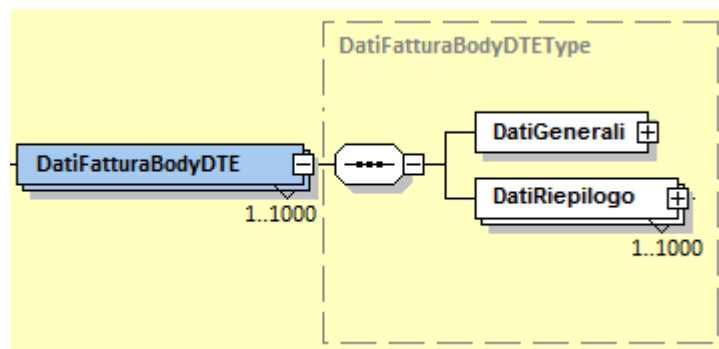 DatiFatturaBodyDTEType
DatiGenerali
DatiFatturaBodyDTE
DatiRiepilogo
1..1000
1..1000